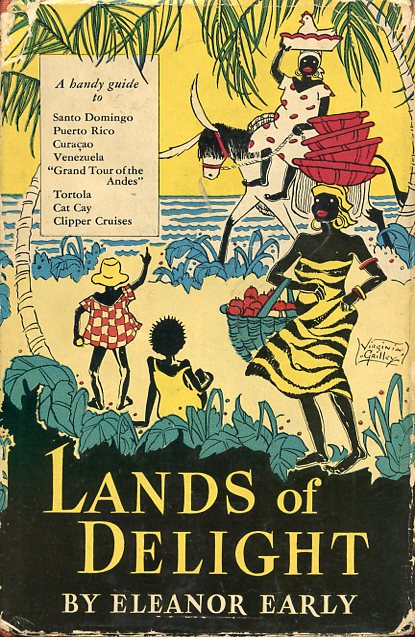 A handy guide
to
Santo Domingo
Puerto Rico
Curaçao
Venezuela
"Grand Tour of the
Andes"
Tortola
Cat Cay
Clipper Cruises
VIRGINIA
GRILLEY
LANDS of
DELIGHT
BY ELEANOR EARLY